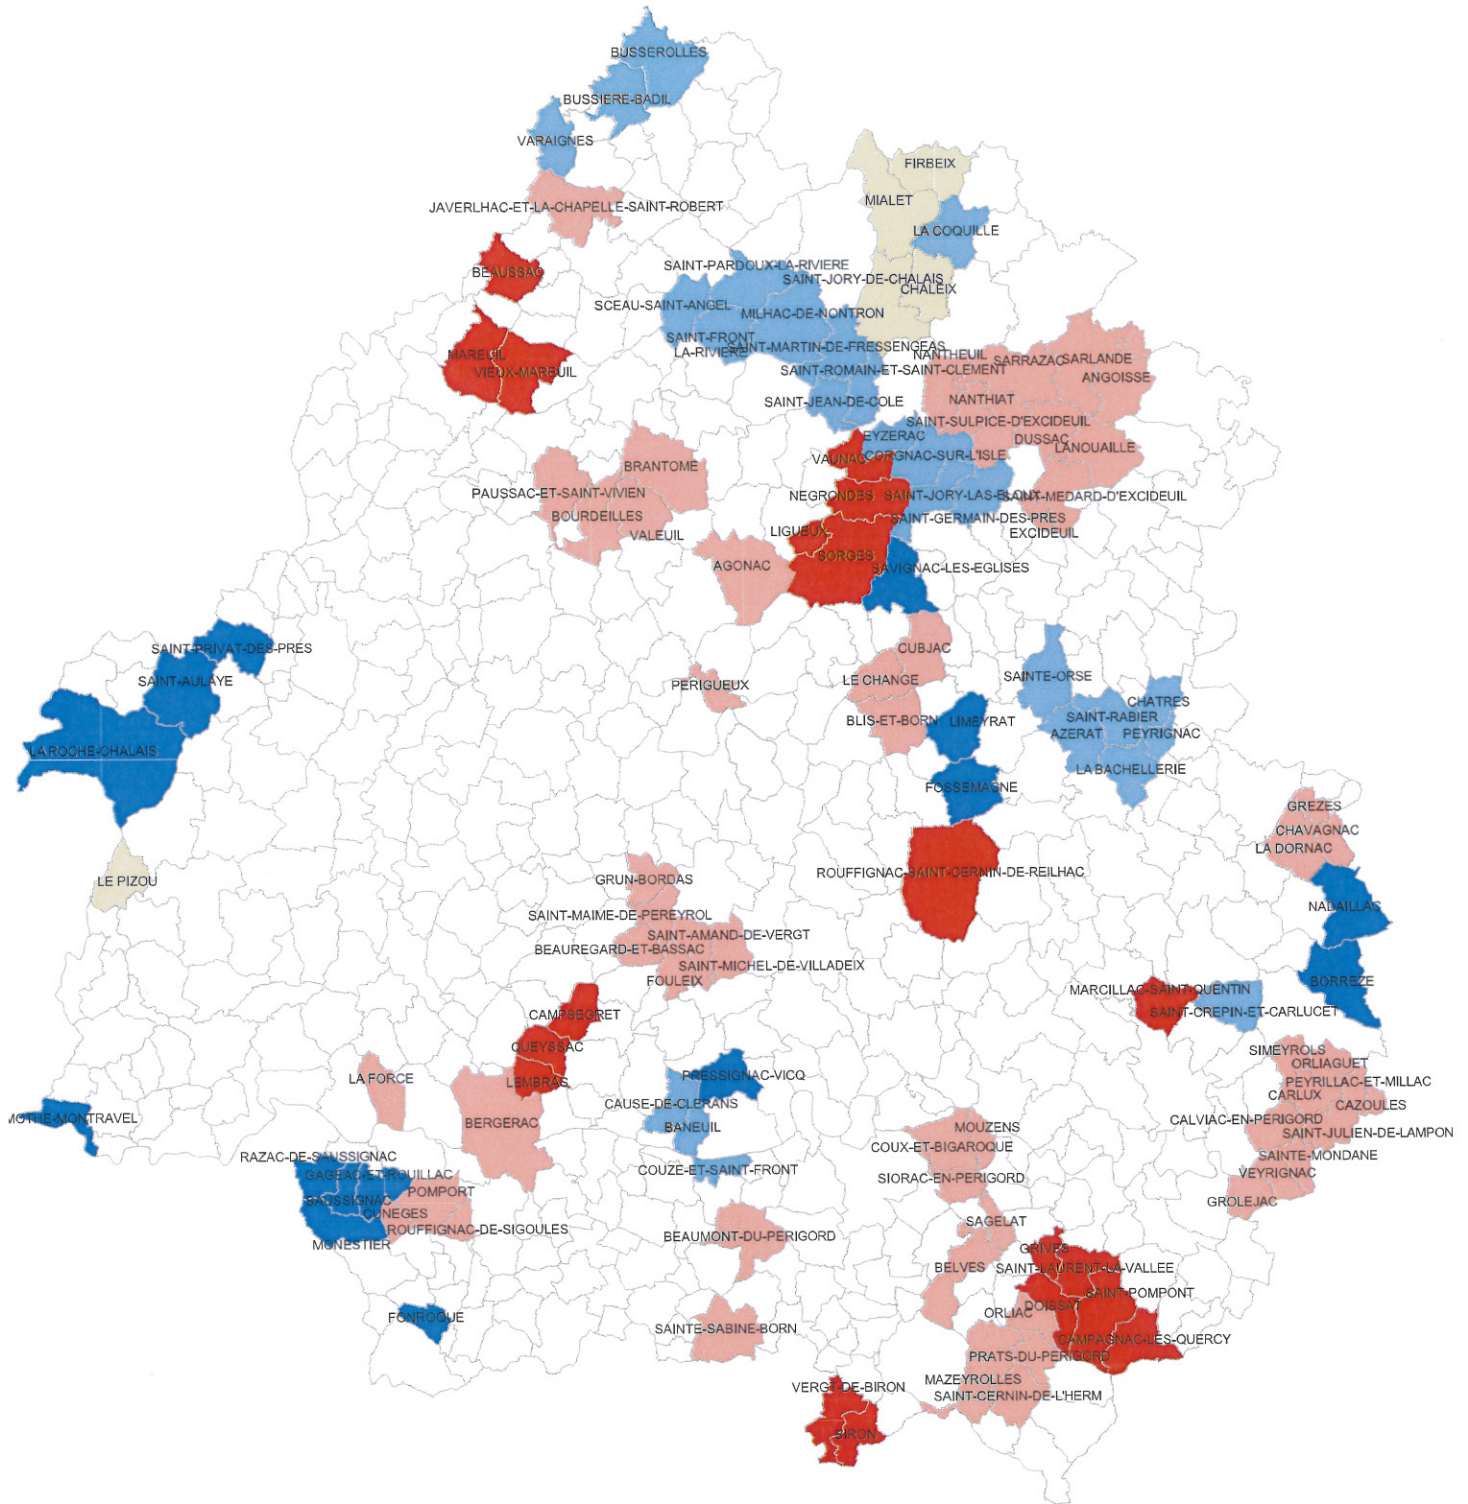 BUSSEROLLES
BUSSIERE-BADIL
VARAIGNES
FIRBEIX
MIALET
JAVERLHAC-ET-LA-CHAPELLE-SAINT-ROBERT
LA COQUILLE
BEAUSSAC
SAINT-PARDOUX-LA-RIVIERE
SAINT-JORY-DE-CHALAIS
CHALEIX
SCEAU-SAINT-ANGEL
MILHAC-DE-NONTRON
SAINT-FRONT
LA-RIVIERE
SAINT-MARTIN-DE-FRESSENGEAS
MAREUIL
VIEUX-MAREUIL
NANTHEUIL
SARRAZAC
SARLANDE
SAINT-ROMAIN-ET-SAINT-CLEMENT
ANGOISSE
SAINT-JEAN-DE-COLE
NANTHIAT
SAINT-SULPICE-D'EXCIDEUIL
EYZERAC
DUSSAC
LANOUAILLE
VAUNAC
CORGNAC-SUR-L'ISLE
BRANTOME
PAUSSAC-ET-SAINT-VIVIEN
NEGRONDES
SAINT-JORY-LAS-BLOUX
SAINT-MEDARD-D'EXCIDEUIL
BOURDEILLES
SAINT-GERMAIN-DES-PRES
VALEUIL
LIGUEUX
EXCIDEUIL
SORGES
AGONAC
SAVIGNAC-LES-EGLISES
SAINT-PRIVAT-DES-PRES
CUBJAC
SAINT-AULAYE
PERIGUEUX
LE CHANGE
SAINTE-ORSE
CHATRES
BLIS-ET-BORN
LIMEYRAT
SAINT-RABIER
AZERAT
PEYRIGNAC
LA ROCHE-CHALAIS
LA BACHELLERIE
FOSSEMAGNE
GREZES
CHAVAGNAC
LA DORNAC
LE PIZOU
GRUN-BORDAS
ROUFFIGNAC-SAINT-CERNIN-DE-REILHAC
NADAILLAC
SAINT-MAIME-DE-PEREYROL
SAINT-AMAND-DE-VERGT
BEAUREGARD-ET-BASSAC
SAINT-MICHEL-DE-VILLADEIX
FOULEIX
BORREZE
MARCILLAC-SAINT-QUENTIN
CAMPSEGRET
SAINT-CREPIN-ET-CARLUCET
QUEYSSAC
SIMEYROLS
ORLIAGUET
LA FORCE
LEMBRAS
PRESSIGNAC-VICQ
PEYRILLAC-ET-MILLAC
CARLUX
CAUSE-DE-CLERANS
CAZOULES
MOTHE-MONTRAVEL
BERGERAC
BANEUIL
MOUZENS
CALVIAC-EN-PERIGORD
SAINT-JULIEN-DE-LAMPON
COUX-ET-BIGAROQUE
RAZAC-DE-SAUSSIGNAC
SAINTE-MONDANE
GAGEAC-ET-ROUILLAC
COUZE-ET-SAINT-FRONT
SIORAC-EN-PERIGORD
VEYRIGNAC
POMPORT
SAUSSIGNAC
GROLEJAC
CUNEGES
SAGELAT
ROUFFIGNAC-DE-SIGOULES
BEAUMONT-DU-PERIGORD
MONESTIER
GRIVES
BELVES
SAINT-LAURENT-LA-VALLEE
SAINT-POMPONT
ORLIAC
DOISSAT
FONROQUE
SAINTE-SABINE-BORN
CAMPAGNAC-LES-QUERCY
PRATS-DU-PERIGORD
MAZEYROLLES
VERGT-DE-BIRON
SAINT-CERNIN-DE-L'HERM
BIRON